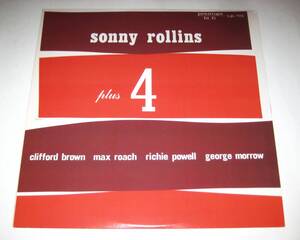 sonny rollins
plus 4
clifford brown max roach richie powell george morrow